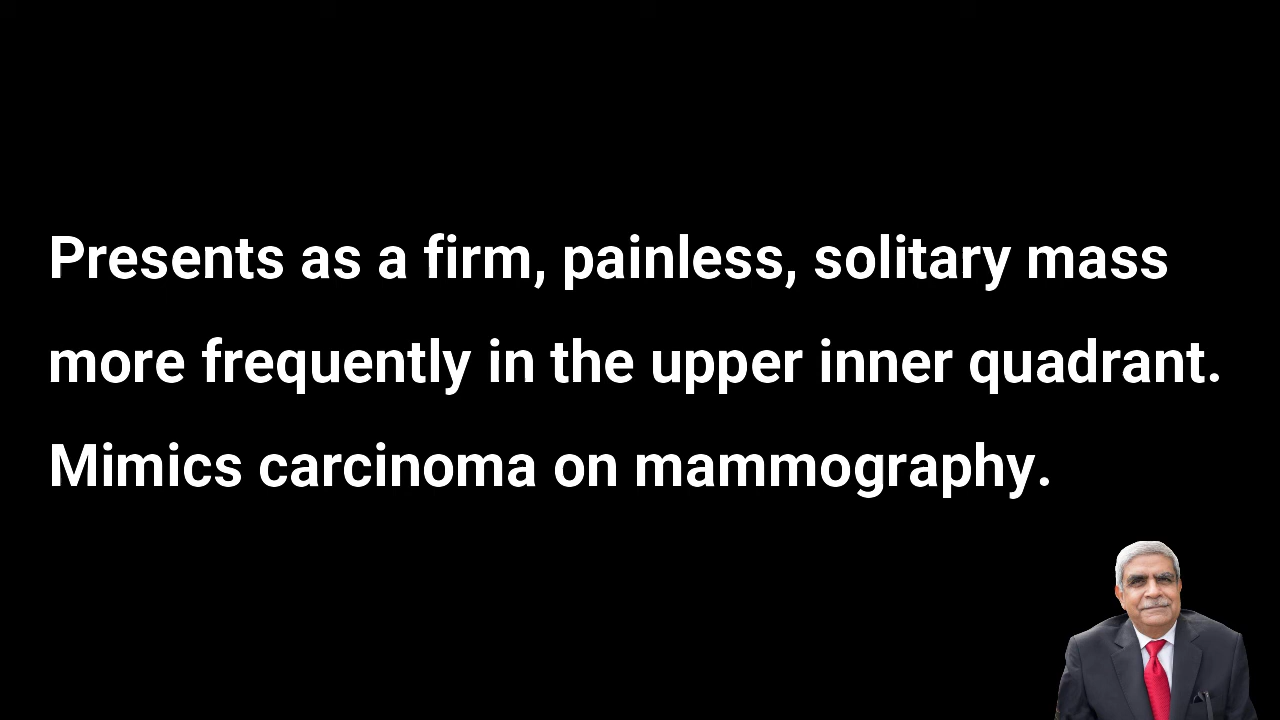 Presents as a firm, painless, solitary mass
more frequently in the upper inner quadrant.
Mimics carcinoma on mammography.